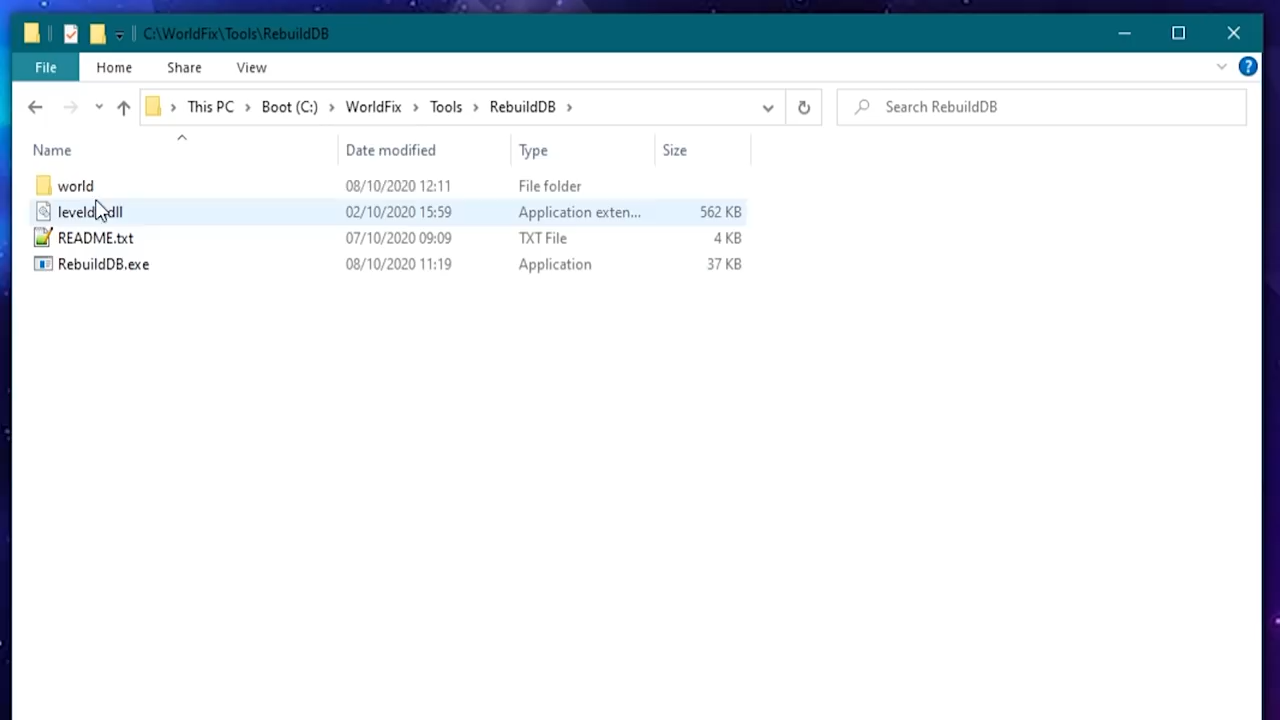 C:\WorldFix\Tools\RebuildDB
File Home Share View
This PC Boot (C:) WorldFix Tools RebuildDB Search RebuildDB
Name Date modified Type Size
world 08/10/2020 12:11 File folder
02/10/2020 15:59 Application exten... 562 KB
README.txt 07/10/2020 09:09 TXT File 4 KB
RebuildDB.exe 08/10/2020 11:19 Application 37 KB